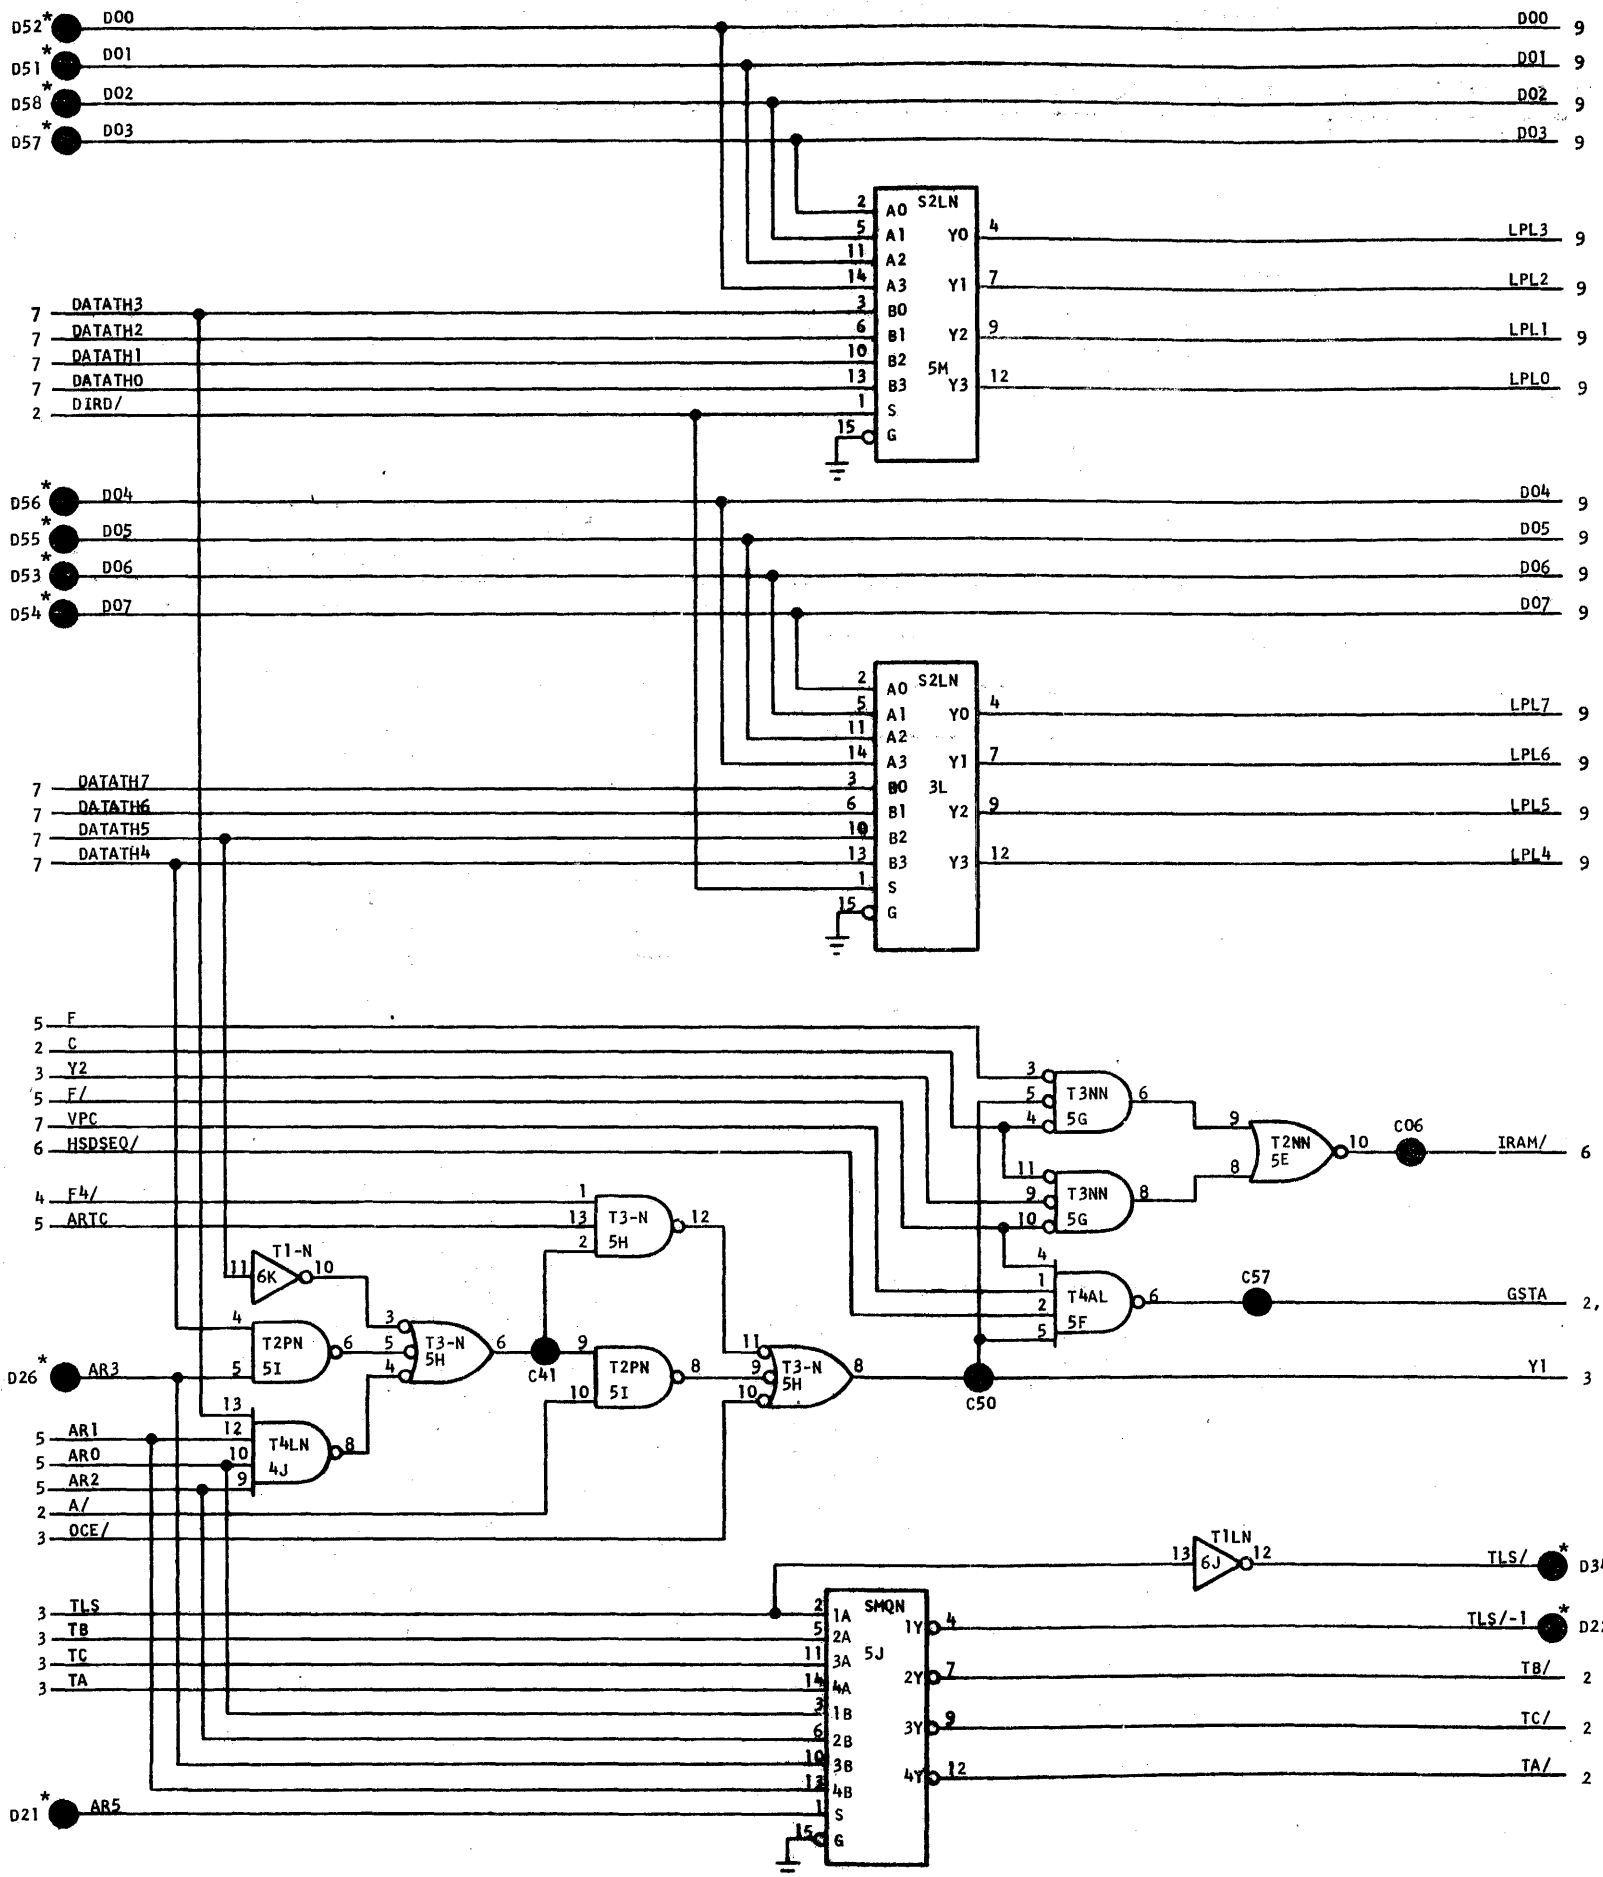 D52 * D00 D00 9
D51 * D01 D01 9
D58 * D02 D02 9
D57 * D03 D03 9
2 A0 S2LN
5 A1 Y0 4 LPL3 9
11 A2
14 A3 Y1 7 LPL2 9
7 DATATH3 3 B0
7 DATATH2 6 B1 Y2 9 LPL1 9
7 DATATH1 10 B2 5M
7 DATATH0 13 B3 Y3 12 LPL0 9
2 DIRD/ 1 S
15 G
D56 * D04 D04 9
D55 * D05 D05 9
D53 * D06 D06 9
D54 * D07 D07 9
2 A0 S2LN
5 A1 Y0 4 LPL7 9
11 A2
14 A3 Y1 7 LPL6 9
7 DATATH7 3 B0 3L
7 DATATH6 6 B1 Y2 9 LPL5 9
7 DATATH5 10 B2
7 DATATH4 13 B3 Y3 12 LPL4 9
1 S
15 G
5 F
2 C
3 Y2 3
5 F/ 5 T3NN 6
7 VPC 4 5G 9 C06
6 HSDSEQ/ T2NN 5E 10 IRAM/ 6
11 8
4 F4/ 1 9 T3NN 8
5 ARTC 13 T3-N 12 10 5G
2 5H
T1-N 4
11 6K 10 1 C57
2 T4AL 6 GSTA 2,
3 5 5F
4 T2PN 6 5 T3-N 6 9 11
5I 4 5H C41 T2PN 8 9 T3-N 8 Y1 3
D26 * AR3 5 10 5I 10 5H C50
13
5 AR1 12 T4LN 8
5 AR0 10 4J
5 AR2 9
2 A/
3 OCE/
T1LN
13 6J 12 TLS/ * D34
3 TLS 2 1A SMQN 1Y 4 TLS/-1 * D22
3 TB 5 2A
3 TC 11 3A 5J
3 TA 14 4A 2Y 7 TB/ 2
3 1B
6 2B 3Y 9 TC/ 2
10 3B
13 4B 4Y 12 TA/ 2
D21 * AR5 1 S
15 G